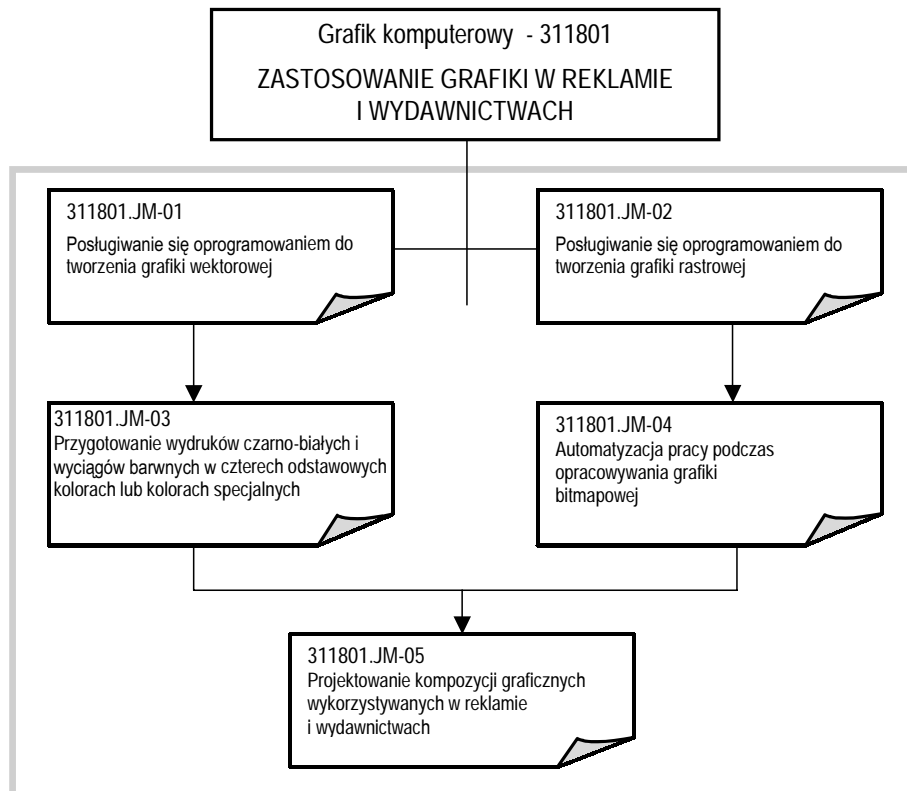 Grafik komputerowy - 311801
ZASTOSOWANIE GRAFIKI W REKLAMIE
I WYDAWNICTWACH
311801.JM-01
Posługiwanie się oprogramowaniem do
tworzenia grafiki wektorowej
311801.JM-02
Posługiwanie się oprogramowaniem do
tworzenia grafiki rastrowej
311801.JM-03
Przygotowanie wydruków czarno-białych i
wyciągów barwnych w czterech odstawowych
kolorach lub kolorach specjalnych
311801.JM-04
Automatyzacja pracy podczas
opracowywania grafiki
bitmapowej
311801.JM-05
Projektowanie kompozycji graficznych
wykorzystywanych w reklamie
i wydawnictwach